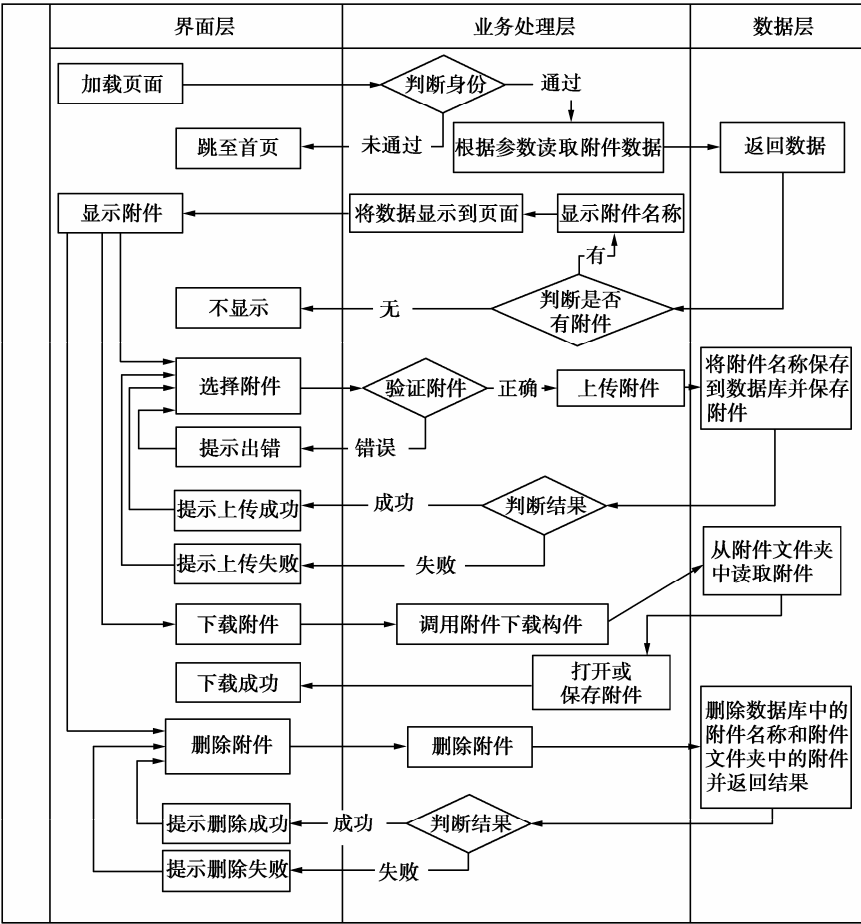 界面层
业务处理层
数据层
加载页面
判断身份
通过
跳至首页
未通过
根据参数读取附件数据
返回数据
显示附件
将数据显示到页面
显示附件名称
有
不显示
无
判断是否
有附件
选择附件
验证附件
正确
上传附件
将附件名称保存
到数据库并保存
附件
提示出错
错误
提示上传成功
成功
判断结果
提示上传失败
失败
从附件文件夹
中读取附件
下载附件
调用附件下载构件
下载成功
打开或
保存附件
删除附件
删除附件
删除数据库中的
附件名称和附件
文件夹中的附件
并返回结果
提示删除成功
成功
判断结果
提示删除失败
失败